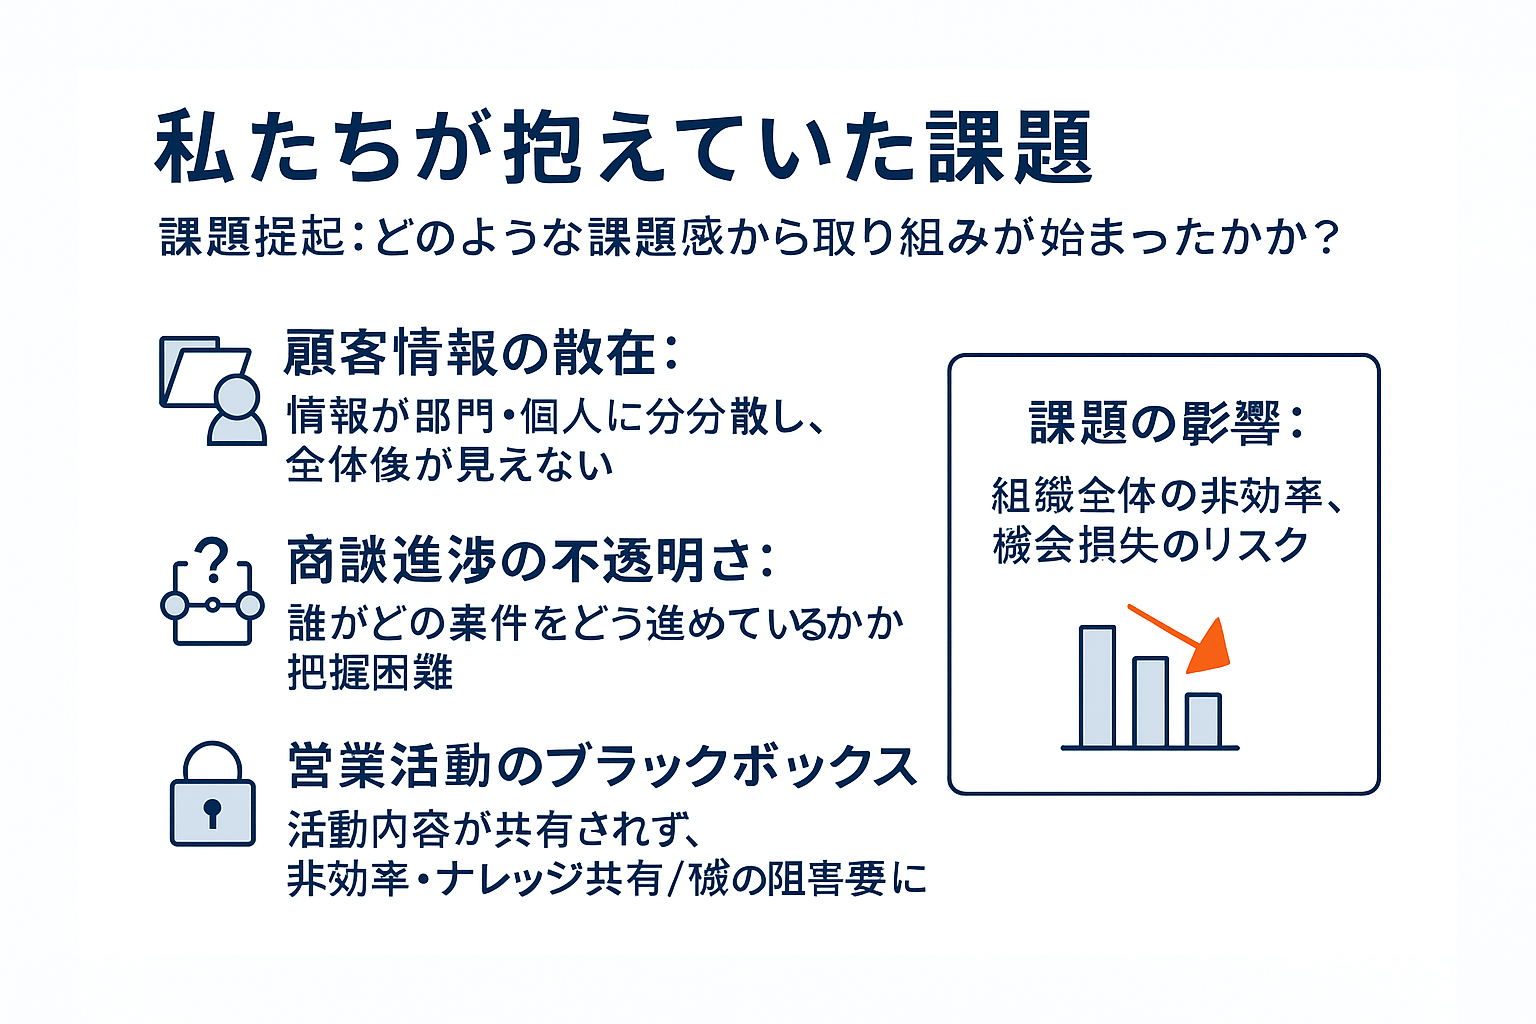 私たちが抱えていた課題
課題提起：どのような課題感から取り組みが始まったかか？
顧客情報の散在：
情報が部門・個人に分分散し、
全体像が見えない
商談進渉の不透明さ：
誰がどの案件をどう進めているかか
把握困難
営業活動のブラックボックス
活動内容が共有されず、
非効率・ナレッジ共有/機の阻害要に
課題の影響：
組織全体の非効率、
機会損失のリスク